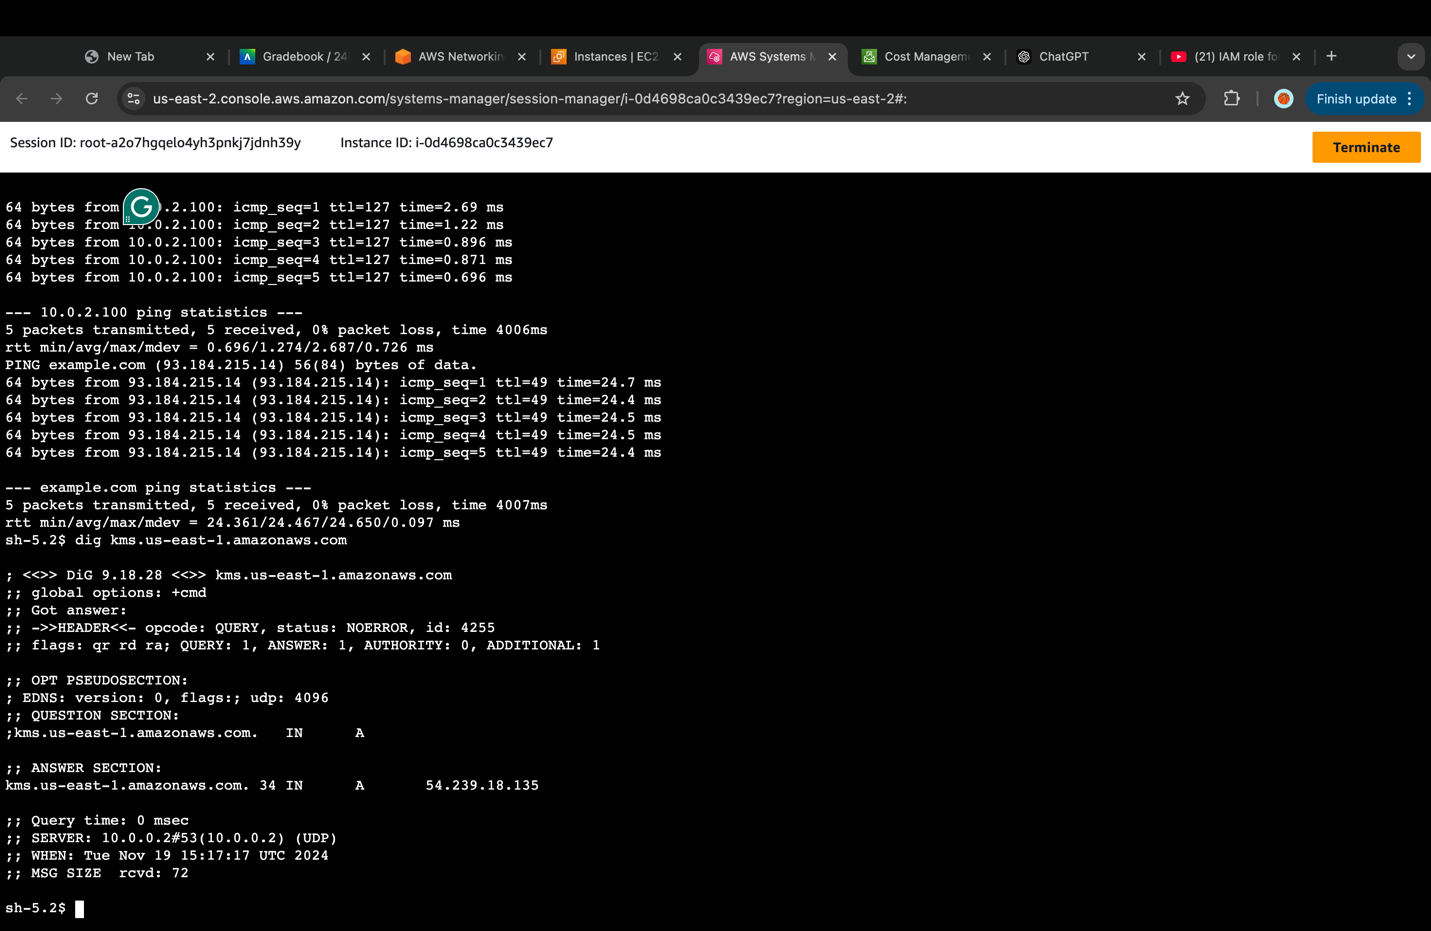 New Tab
Gradebook / 24
AWS Networkin
Instances | EC2
AWS Systems M
Cost Managem
ChatGPT
(21) IAM role fo
us-east-2.console.aws.amazon.com/systems-manager/session-manager/i-0d4698ca0c3439ec7?region=us-east-2#:
Finish update
Session ID: root-a2o7hgqelo4yh3pnkj7jdnh39y
Instance ID: i-0d4698ca0c3439ec7
Terminate
64 bytes from .2.100: icmp_seq=1 ttl=127 time=2.69 ms
64 bytes from .0.2.100: icmp_seq=2 ttl=127 time=1.22 ms
64 bytes from 10.0.2.100: icmp_seq=3 ttl=127 time=0.896 ms
64 bytes from 10.0.2.100: icmp_seq=4 ttl=127 time=0.871 ms
64 bytes from 10.0.2.100: icmp_seq=5 ttl=127 time=0.696 ms
--- 10.0.2.100 ping statistics ---
5 packets transmitted, 5 received, 0% packet loss, time 4006ms
rtt min/avg/max/mdev = 0.696/1.274/2.687/0.726 ms
PING example.com (93.184.215.14) 56(84) bytes of data.
64 bytes from 93.184.215.14 (93.184.215.14): icmp_seq=1 ttl=49 time=24.7 ms
64 bytes from 93.184.215.14 (93.184.215.14): icmp_seq=2 ttl=49 time=24.4 ms
64 bytes from 93.184.215.14 (93.184.215.14): icmp_seq=3 ttl=49 time=24.5 ms
64 bytes from 93.184.215.14 (93.184.215.14): icmp_seq=4 ttl=49 time=24.5 ms
64 bytes from 93.184.215.14 (93.184.215.14): icmp_seq=5 ttl=49 time=24.4 ms
--- example.com ping statistics ---
5 packets transmitted, 5 received, 0% packet loss, time 4007ms
rtt min/avg/max/mdev = 24.361/24.467/24.650/0.097 ms
sh-5.2$ dig kms.us-east-1.amazonaws.com
; <<>> DiG 9.18.28 <<>> kms.us-east-1.amazonaws.com
;; global options: +cmd
;; Got answer:
;; ->>HEADER<<- opcode: QUERY, status: NOERROR, id: 4255
;; flags: qr rd ra; QUERY: 1, ANSWER: 1, AUTHORITY: 0, ADDITIONAL: 1
;; OPT PSEUDOSECTION:
; EDNS: version: 0, flags:; udp: 4096
;; QUESTION SECTION:
;kms.us-east-1.amazonaws.com. IN A
;; ANSWER SECTION:
kms.us-east-1.amazonaws.com. 34 IN A 54.239.18.135
;; Query time: 0 msec
;; SERVER: 10.0.0.2#53(10.0.0.2) (UDP)
;; WHEN: Tue Nov 19 15:17:17 UTC 2024
;; MSG SIZE rcvd: 72
sh-5.2$